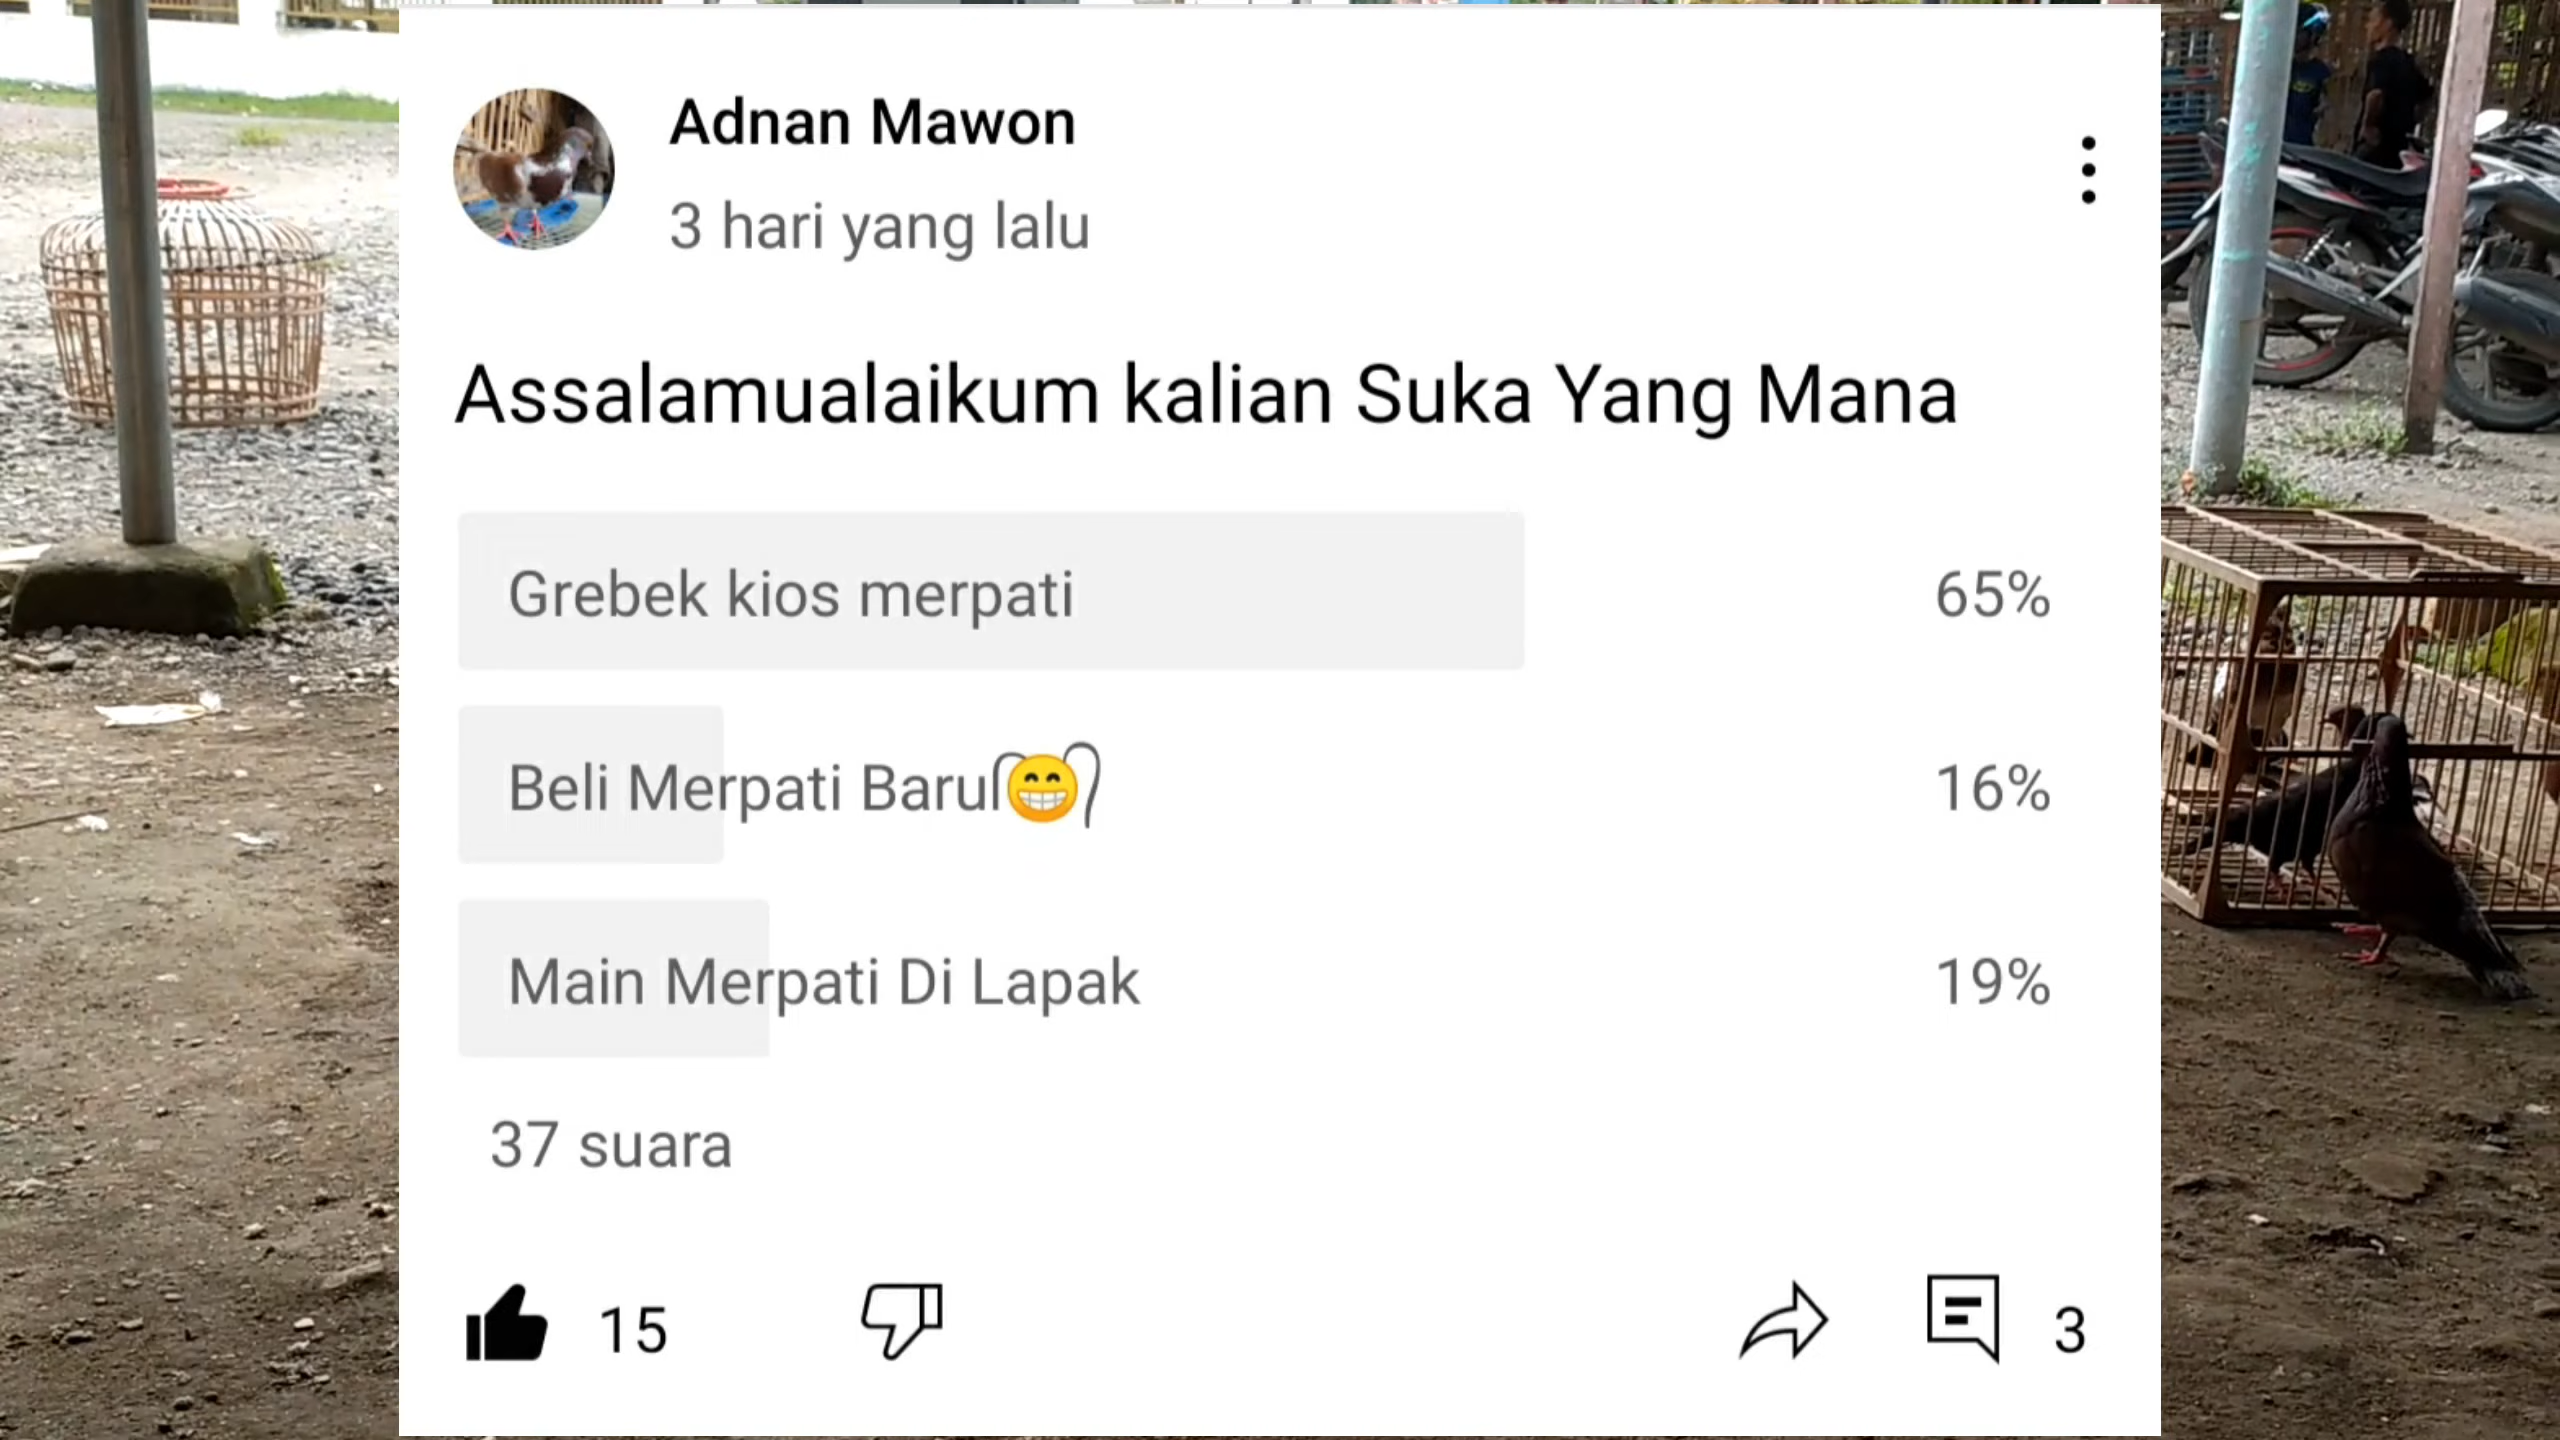 Adnan Mawon
3 hari yang lalu
Assalamualaikum kalian Suka Yang Mana
Grebek kios merpati 65%
Beli Merpati Baruʃ😁 16%
Main Merpati Di Lapak 19%
37 suara
15 3